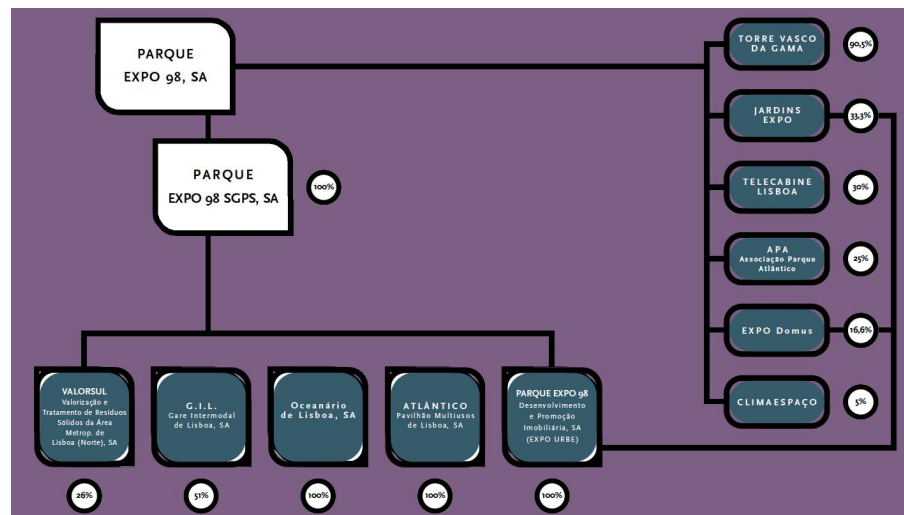 PARQUE
EXPO 98, SA
PARQUE
EXPO 98 SGPS, SA
100%
TORRE VASCO
DA GAMA
90,5%
JARDINS
EXPO
33,3%
TELECABINE
LISBOA
30%
APA
Associação Parque
Atlântico
25%
EXPO Domus
16,6%
CLIMAESPAÇO
5%
VALORSUL
Valorização e
Tratamento de Resíduos
Sólidos da Área
Metrop. de
Lisboa (Norte), SA
26%
G.I.L.
Gare Intermodal
de Lisboa, SA
51%
Oceanário
de Lisboa, SA
100%
ATLÂNTICO
Pavilhão Multiusos
de Lisboa, SA
100%
PARQUE EXPO 98
Desenvolvimento
e Promoção
Imobiliária, SA
(EXPO URBE)
100%